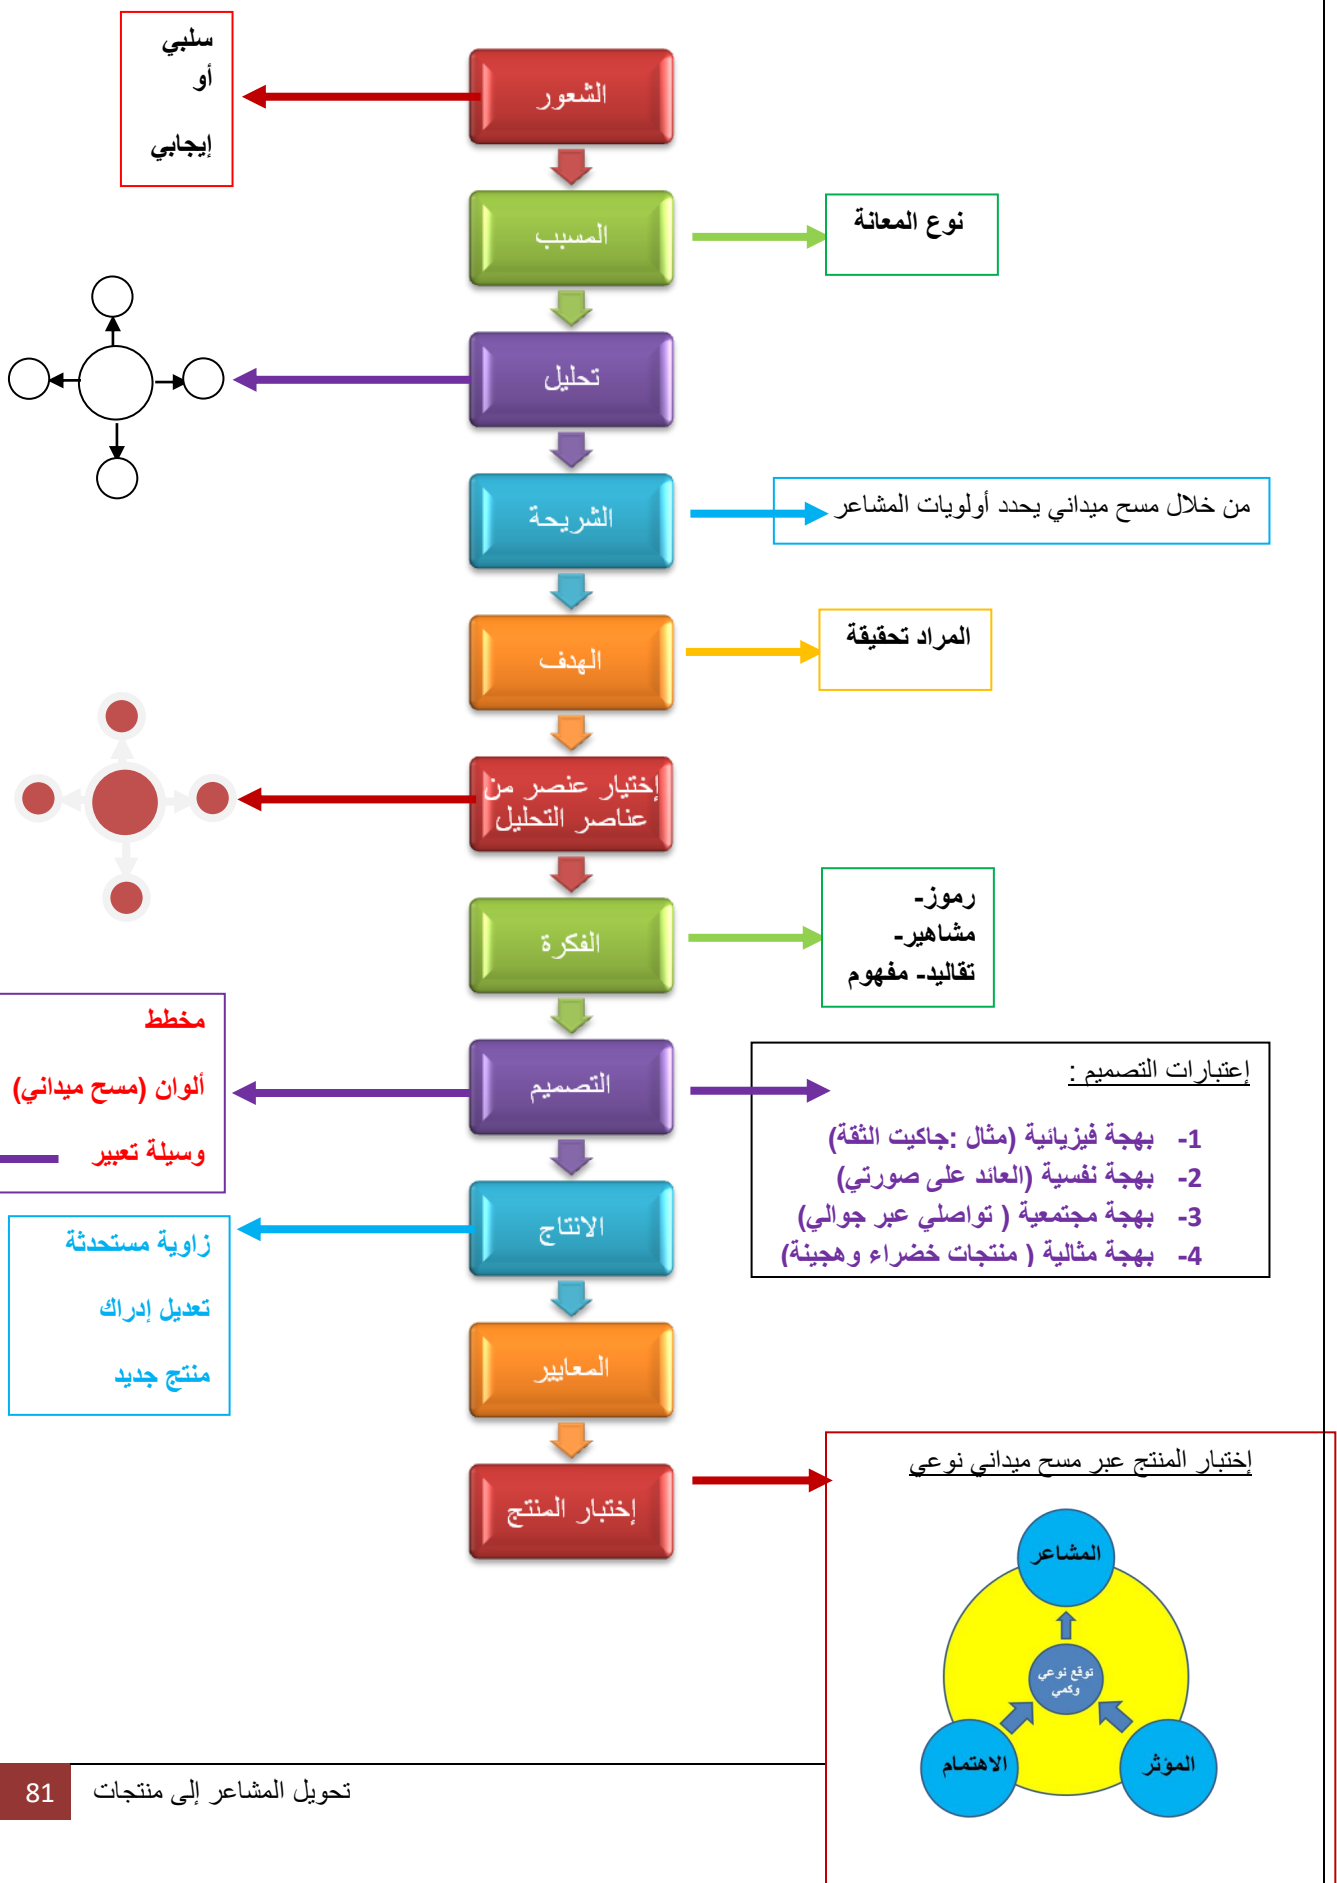 سلبي
أو
إيجابي
الشعور
المسبب
نوع المعانة
تحليل
الشريحة
من خلال مسح ميداني يحدد أولويات المشاعر
الهدف
المراد تحقيقة
إختيار عنصر من
عناصر التحليل
الفكرة
رموز-
مشاهير-
تقاليد- مفهوم
التصميم
مخطط
ألوان (مسح ميداني)
وسيلة تعبير
إعتبارات التصميم :
1- بهجة فيزيائية (مثال :جاكيت الثقة)
2- بهجة نفسية (العائد على صورتي)
3- بهجة مجتمعية ( تواصلي عبر جوالي)
4- بهجة مثالية ( منتجات خضراء وهجينة)
الانتاج
زاوية مستحدثة
تعديل إدراك
منتج جديد
المعايير
إختبار المنتج
إختبار المنتج عبر مسح ميداني نوعي
المشاعر
توقع نوعي
وكمي
المؤثر
الاهتمام
تحويل المشاعر إلى منتجات
81